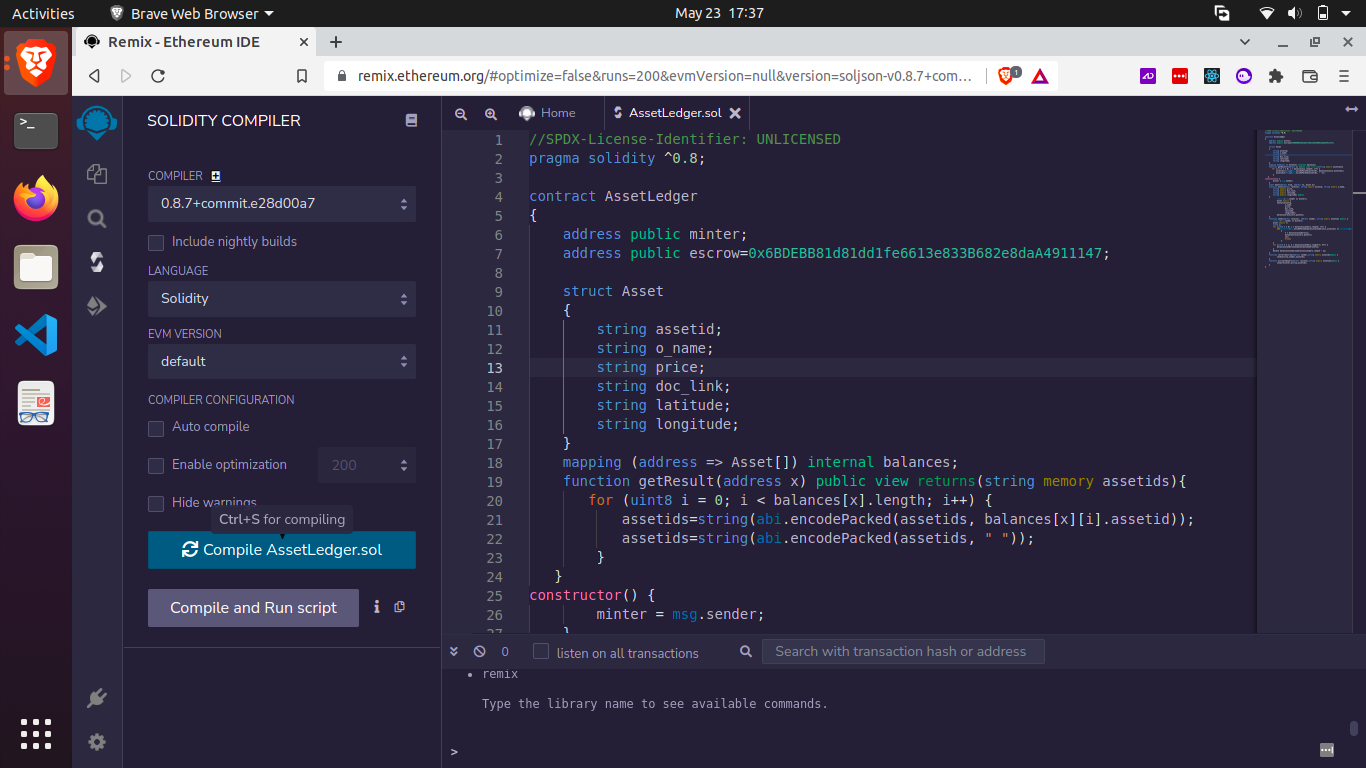 Activities
Brave Web Browser
May 23 17:37
Remix - Ethereum IDE
remix.ethereum.org/#optimize=false&runs=200&evmVersion=null&version=soljson-v0.8.7+com…
1
SOLIDITY COMPILER
COMPILER
0.8.7+commit.e28d00a7
Include nightly builds
LANGUAGE
Solidity
EVM VERSION
default
COMPILER CONFIGURATION
Auto compile
Enable optimization
200
Hide warnings
Ctrl+S for compiling
Compile AssetLedger.sol
Compile and Run script
Home
AssetLedger.sol
1 //SPDX-License-Identifier: UNLICENSED
2 pragma solidity ^0.8;
3
4 contract AssetLedger
5 {
6 address public minter;
7 address public escrow=0x6BDEBB81d81dd1fe6613e833B682e8daA4911147;
8
9 struct Asset
10 {
11 string assetid;
12 string o_name;
13 string price;
14 string doc_link;
15 string latitude;
16 string longitude;
17 }
18 mapping (address => Asset[]) internal balances;
19 function getResult(address x) public view returns(string memory assetids){
20 for (uint8 i = 0; i < balances[x].length; i++) {
21 assetids=string(abi.encodePacked(assetids, balances[x][i].assetid));
22 assetids=string(abi.encodePacked(assetids, " "));
23 }
24 }
25 constructor() {
26 minter = msg.sender;
27 }
0
listen on all transactions
Search with transaction hash or address
remix
Type the library name to see available commands.
>